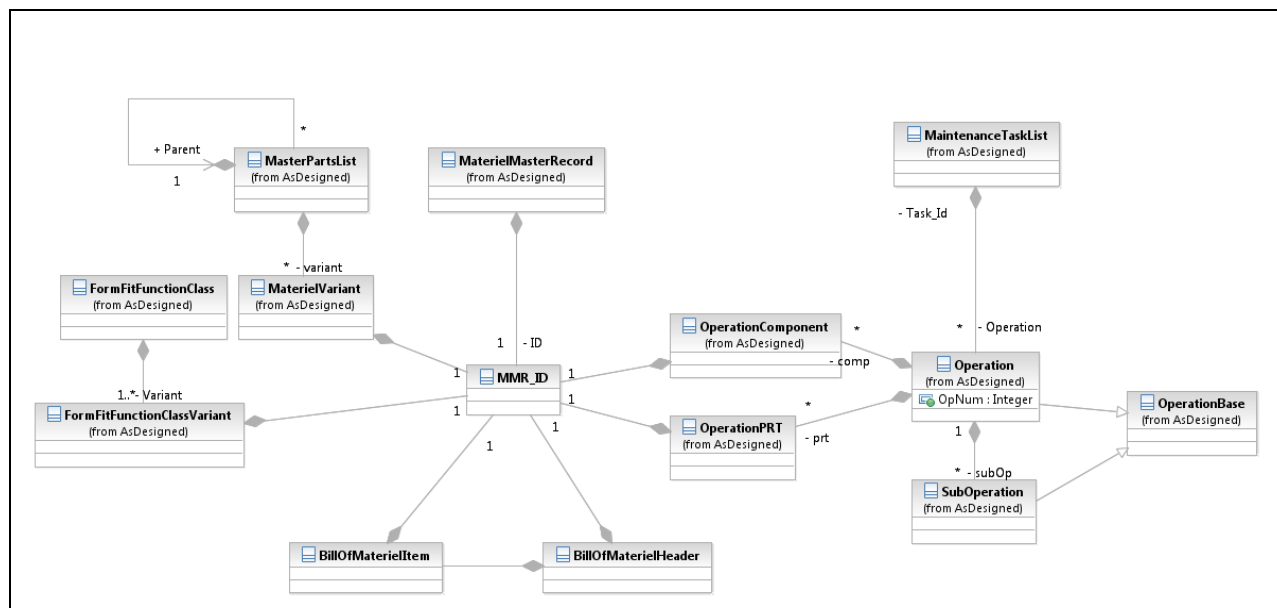 *
+ Parent
1
MasterPartsList
(from AsDesigned)
MaterielMasterRecord
(from AsDesigned)
MaintenanceTaskList
(from AsDesigned)
- Task_Id
* - variant
FormFitFunctionClass
(from AsDesigned)
MaterielVariant
(from AsDesigned)
1 - ID
OperationComponent
(from AsDesigned)
*
- comp
* - Operation
Operation
(from AsDesigned)
OpNum : Integer
1
MMR_ID
1
1
1..*- Variant
FormFitFunctionClassVariant
(from AsDesigned)
1
1
1
1
OperationPRT
(from AsDesigned)
*
- prt
OperationBase
(from AsDesigned)
1
* - subOp
SubOperation
(from AsDesigned)
BillOfMaterielItem
BillOfMaterielHeader